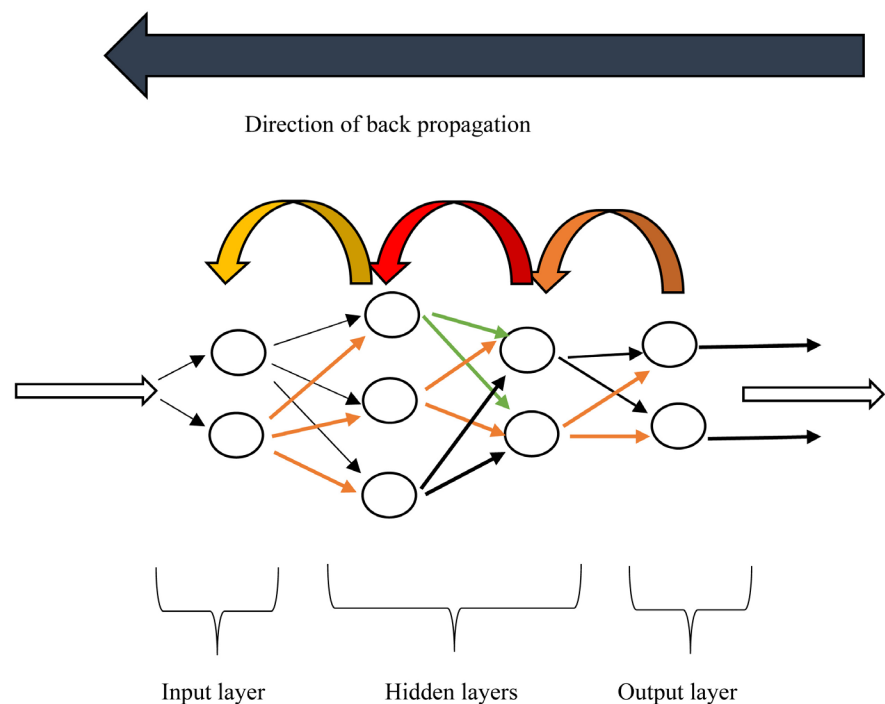 Direction of back propagation
Input layer
Hidden layers
Output layer